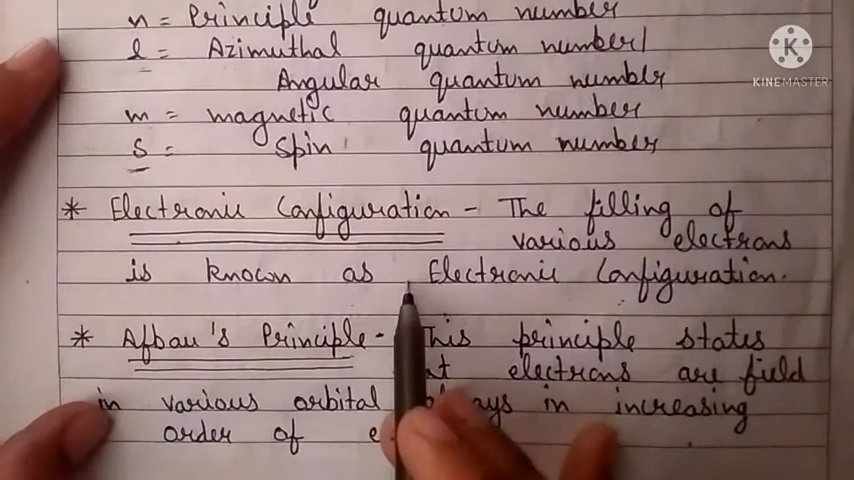 n = Principle quantum number
l = Azimuthal quantum number/
Angular quantum number
m = magnetic quantum number
s = spin quantum number
* Electronic Configuration - The filling of
various electrons
is known as Electronic Configuration.
* Afbau's Principle - This principle states
electrons are field
in various orbital always in increasing
order of
K
KINEMASTER